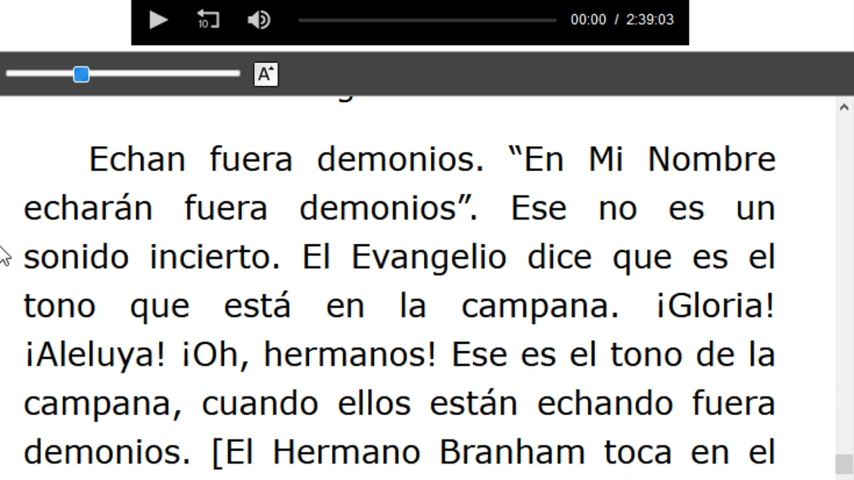 10
00:00 / 2:39:03
A
Echan fuera demonios. “En Mi Nombre
echarán fuera demonios”. Ese no es un
sonido incierto. El Evangelio dice que es el
tono que está en la campana. ¡Gloria!
¡Aleluya! ¡Oh, hermanos! Ese es el tono de la
campana, cuando ellos están echando fuera
demonios. [El Hermano Branham toca en el